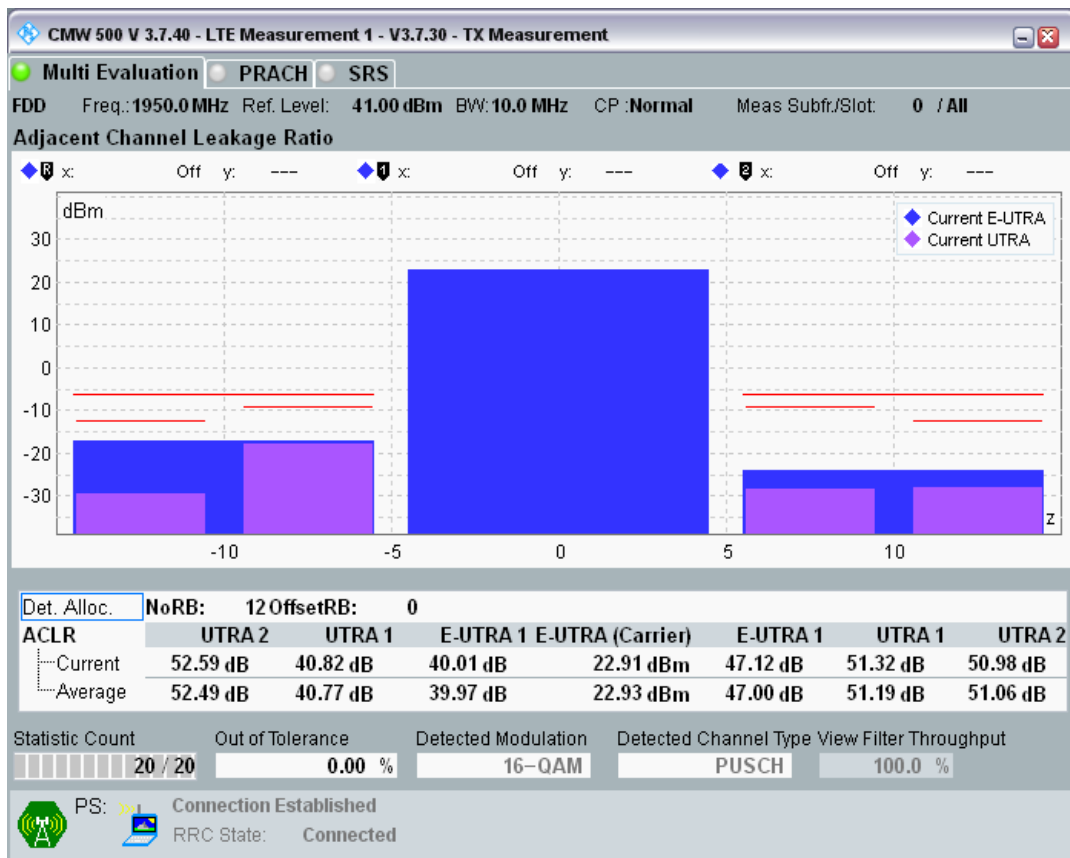 CMW 500 V 3.7.40 - LTE Measurement 1 - V3.7.30 - TX Measurement
Multi Evaluation PRACH SRS
FDD Freq.: 1950.0 MHz Ref. Level: 41.00 dBm BW: 10.0 MHz CP :Normal Meas Subfr./Slot: 0 / All
Adjacent Channel Leakage Ratio
R x: Off y: --- 1 x: Off y: --- 2 x: Off y: ---
dBm
Current E-UTRA
Current UTRA
30
20
10
0
-10
-20
-30
z
-10 -5 0 5 10
Det. Alloc. NoRB: 12 OffsetRB: 0
ACLR UTRA 2 UTRA 1 E-UTRA 1 E-UTRA (Carrier) E-UTRA 1 UTRA 1 UTRA 2
Current 52.59 dB 40.82 dB 40.01 dB 22.91 dBm 47.12 dB 51.32 dB 50.98 dB
Average 52.49 dB 40.77 dB 39.97 dB 22.93 dBm 47.00 dB 51.19 dB 51.06 dB
Statistic Count Out of Tolerance Detected Modulation Detected Channel Type View Filter Throughput
20 / 20 0.00 % 16-QAM PUSCH 100.0 %
PS: Connection Established
RRC State: Connected